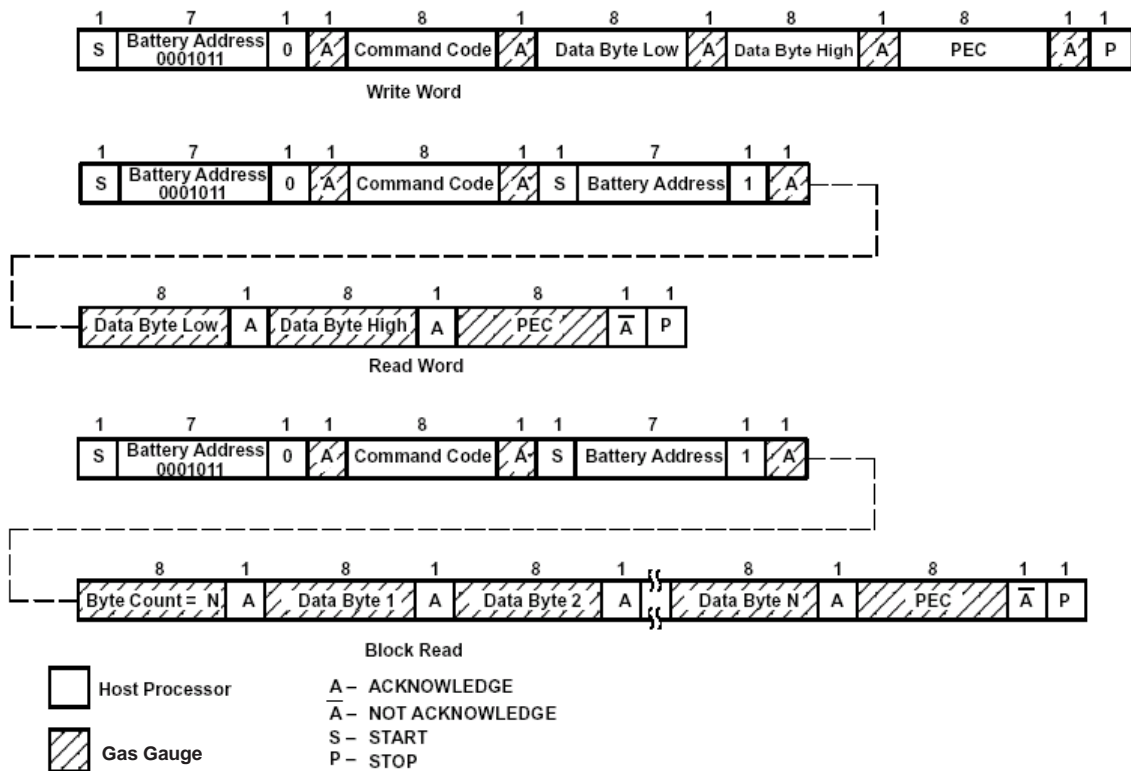 1 7 1 1 8 1 8 1 8 1 8 1 1
S Battery Address 0001011 0 A Command Code A Data Byte Low A Data Byte High A PEC A P
Write Word
1 7 1 1 8 1 1 7 1 1
S Battery Address 0001011 0 A Command Code A S Battery Address 1 A
8 1 8 1 8 1 1
Data Byte Low A Data Byte High A PEC A̅ P
Read Word
1 7 1 1 8 1 1 7 1 1
S Battery Address 0001011 0 A Command Code A S Battery Address 1 A
8 1 8 1 8 1 8 1 8 1 1
Byte Count = N A Data Byte 1 A Data Byte 2 A Data Byte N A PEC A̅ P
Block Read
Host Processor
Gas Gauge
A – ACKNOWLEDGE
A̅ – NOT ACKNOWLEDGE
S – START
P – STOP